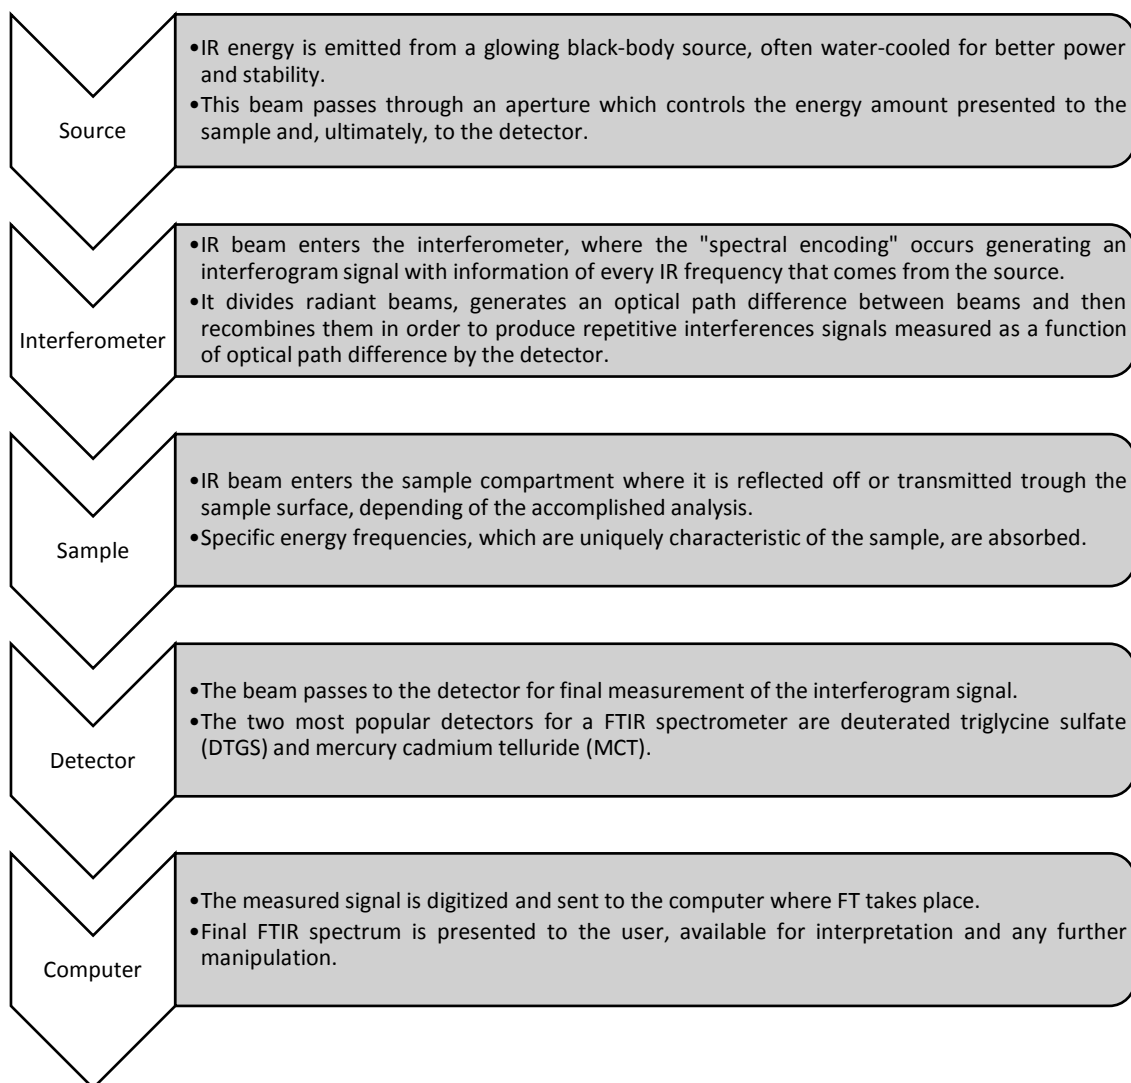 Source
•IR energy is emitted from a glowing black-body source, often water-cooled for better power
and stability.
•This beam passes through an aperture which controls the energy amount presented to the
sample and, ultimately, to the detector.
Interferometer
•IR beam enters the interferometer, where the "spectral encoding" occurs generating an
interferogram signal with information of every IR frequency that comes from the source.
•It divides radiant beams, generates an optical path difference between beams and then
recombines them in order to produce repetitive interferences signals measured as a function
of optical path difference by the detector.
Sample
•IR beam enters the sample compartment where it is reflected off or transmitted trough the
sample surface, depending of the accomplished analysis.
•Specific energy frequencies, which are uniquely characteristic of the sample, are absorbed.
Detector
•The beam passes to the detector for final measurement of the interferogram signal.
•The two most popular detectors for a FTIR spectrometer are deuterated triglycine sulfate
(DTGS) and mercury cadmium telluride (MCT).
Computer
•The measured signal is digitized and sent to the computer where FT takes place.
•Final FTIR spectrum is presented to the user, available for interpretation and any further
manipulation.